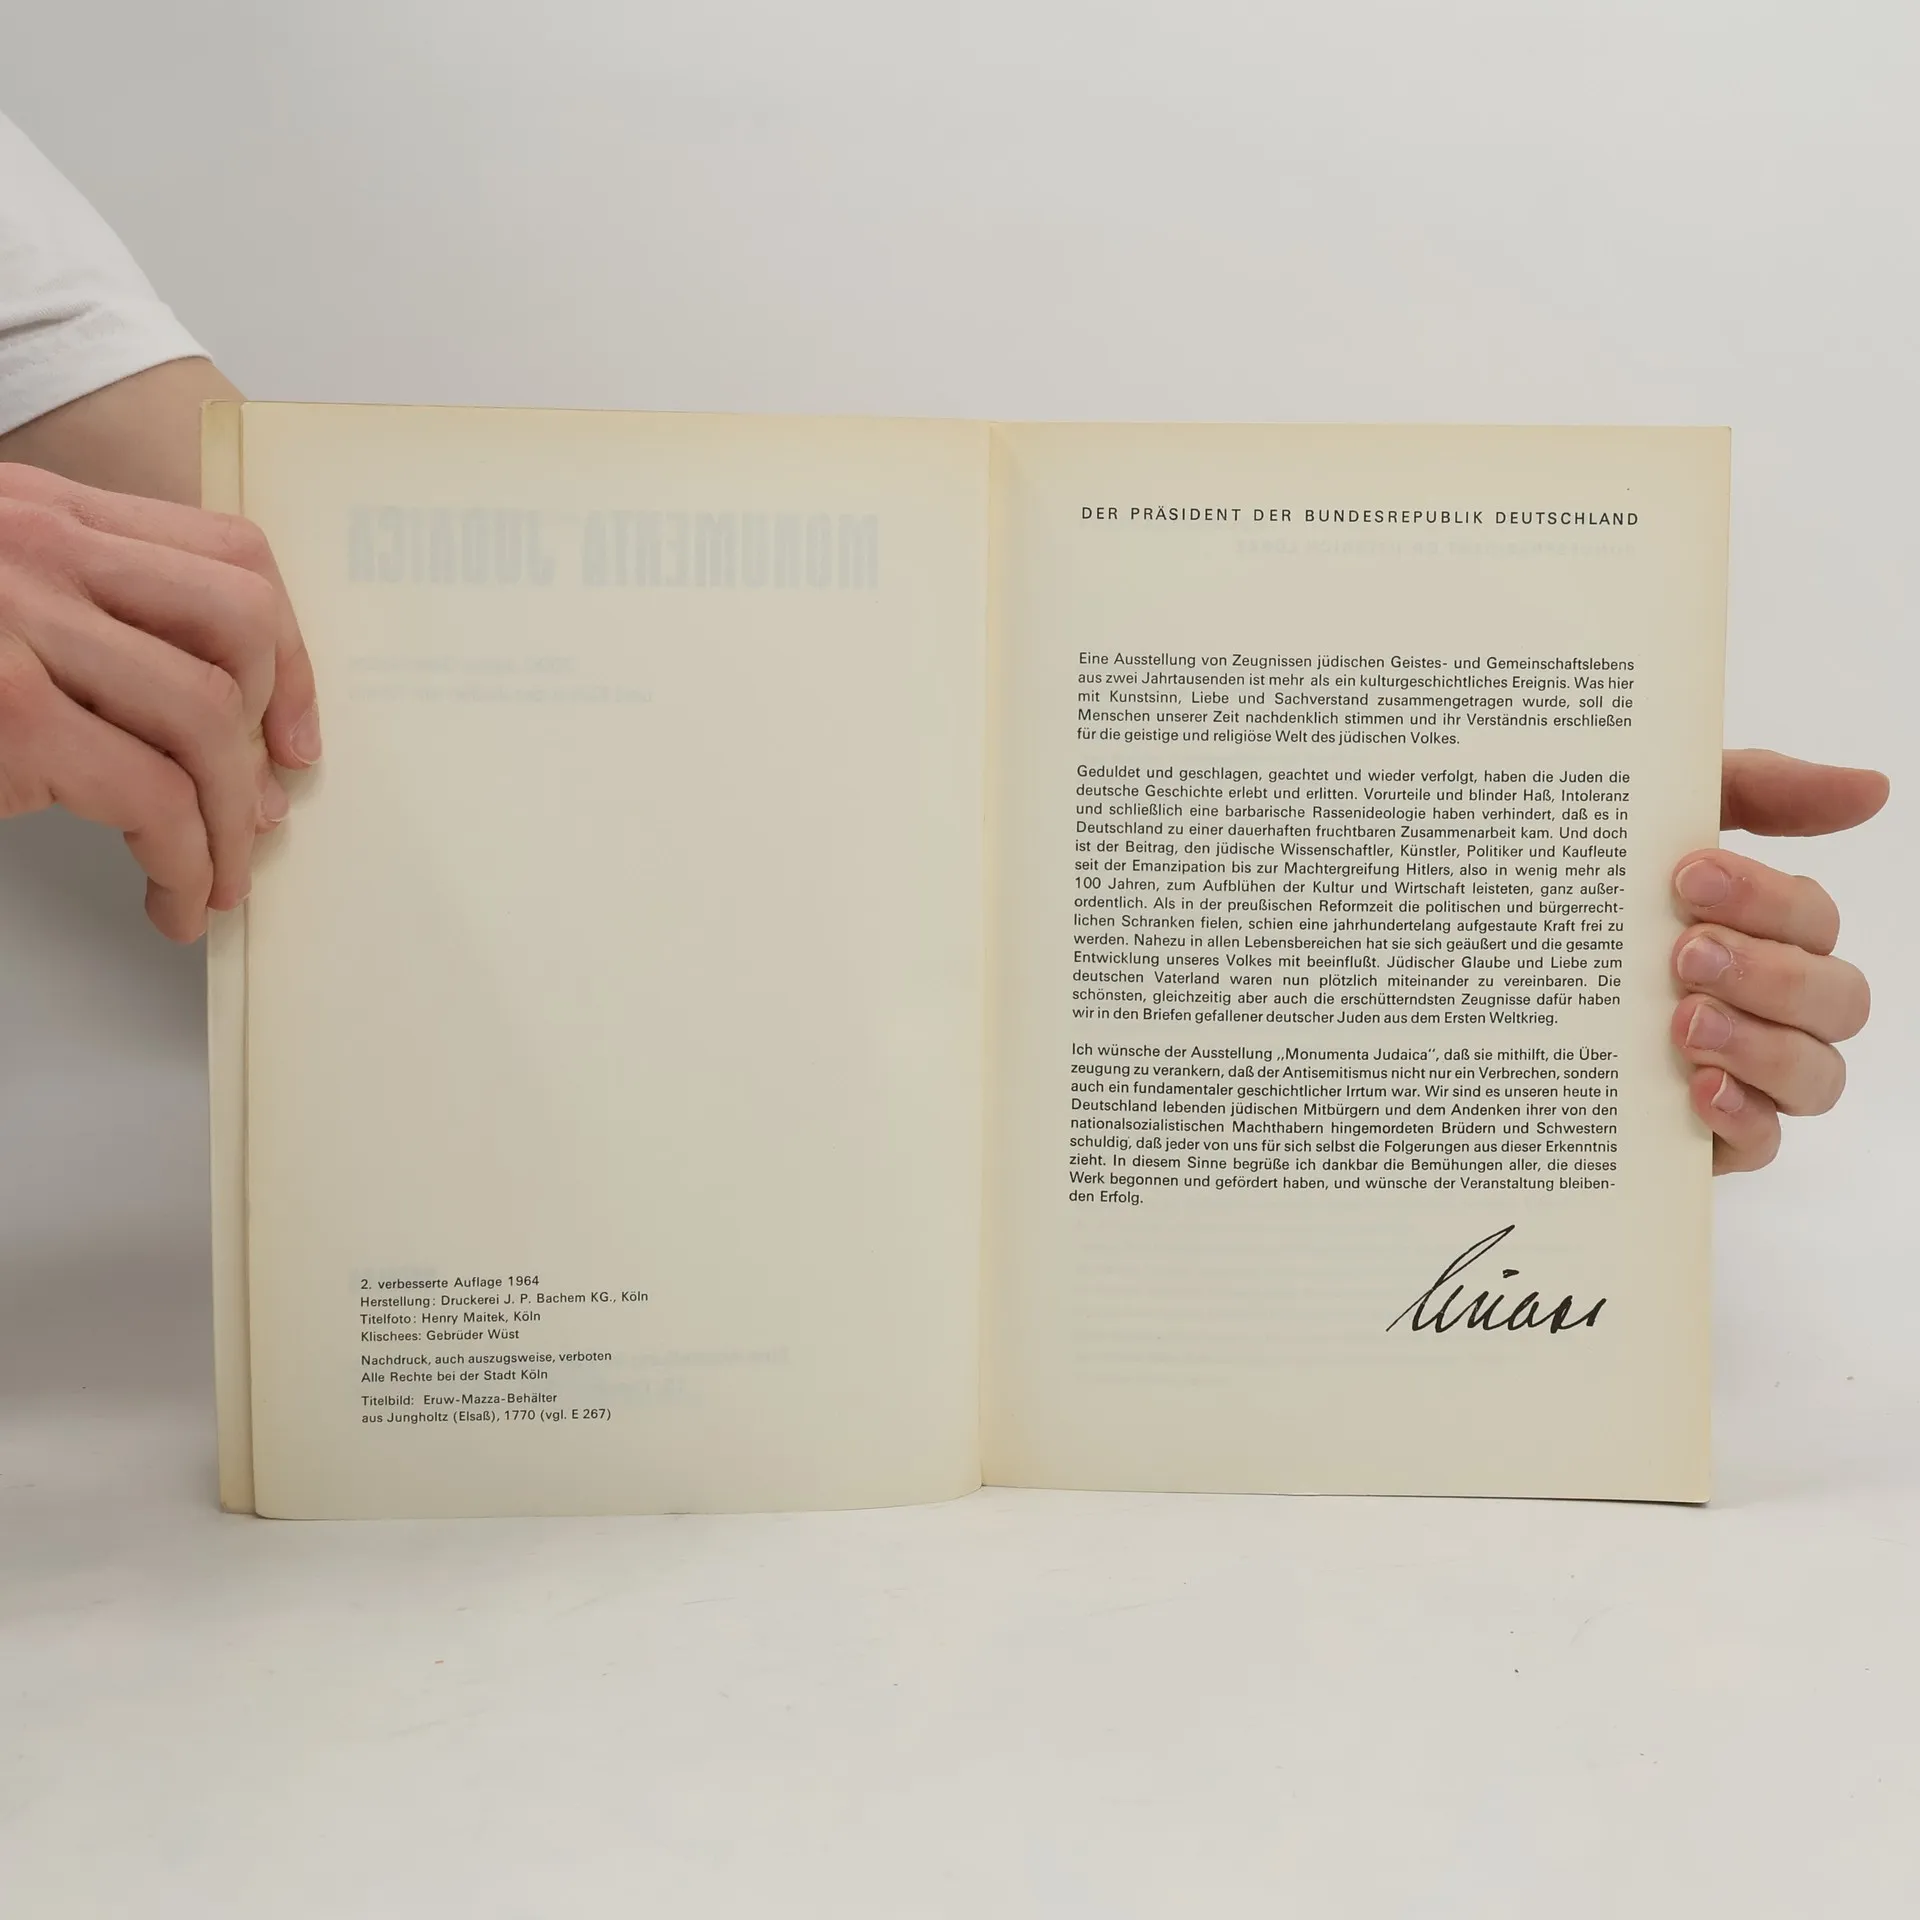 2. verbesserte Auflage 1964
Herstellung: Druckerei J. P. Bachem KG., Köln
Titelfoto: Henry Maitek, Köln
Klischees: Gebrüder Wüst
Nachdruck, auch auszugsweise, verboten
Alle Rechte bei der Stadt Köln
Titelbild: Eruw-Mazza-Behälter
aus Jungholtz (Elsaß), 1770 (vgl. E 267)
MONUMENTA JUDAICA
DER PRÄSIDENT DER BUNDESREPUBLIK DEUTSCHLAND
Eine Ausstellung von Zeugnissen jüdischen Geistes- und Gemeinschaftslebens
aus zwei Jahrtausenden ist mehr als ein kulturgeschichtliches Ereignis. Was hier
mit Kunstsinn, Liebe und Sachverstand zusammengetragen wurde, soll die
Menschen unserer Zeit nachdenklich stimmen und ihr Verständnis erschließen
für die geistige und religiöse Welt des jüdischen Volkes.
Geduldet und geschlagen, geachtet und wieder verfolgt, haben die Juden die
deutsche Geschichte erlebt und erlitten. Vorurteile und blinder Haß, Intoleranz
und schließlich eine barbarische Rassenideologie haben verhindert, daß es in
Deutschland zu einer dauerhaften fruchtbaren Zusammenarbeit kam. Und doch
ist der Beitrag, den jüdische Wissenschaftler, Künstler, Politiker und Kaufleute
seit der Emanzipation bis zur Machtergreifung Hitlers, also in wenig mehr als
100 Jahren, zum Aufblühen der Kultur und Wirtschaft leisteten, ganz außer-
ordentlich. Als in der preußischen Reformzeit die politischen und bürgerrecht-
lichen Schranken fielen, schien eine jahrhundertelang aufgestaute Kraft frei zu
werden. Nahezu in allen Lebensbereichen hat sie sich geäußert und die gesamte
Entwicklung unseres Volkes mit beeinflußt. Jüdischer Glaube und Liebe zum
deutschen Vaterland waren nun plötzlich miteinander zu vereinbaren. Die
schönsten, gleichzeitig aber auch die erschütterndsten Zeugnisse dafür haben
wir in den Briefen gefallener deutscher Juden aus dem Ersten Weltkrieg.
Ich wünsche der Ausstellung „Monumenta Judaica“, daß sie mithilft, die Über-
zeugung zu verankern, daß der Antisemitismus nicht nur ein Verbrechen, sondern
auch ein fundamentaler geschichtlicher Irrtum war. Wir sind es unseren heute in
Deutschland lebenden jüdischen Mitbürgern und dem Andenken ihrer von den
nationalsozialistischen Machthabern hingemordeten Brüdern und Schwestern
schuldig, daß jeder von uns für sich selbst die Folgerungen aus dieser Erkenntnis
zieht. In diesem Sinne begrüße ich dankbar die Bemühungen aller, die dieses
Werk begonnen und gefördert haben, und wünsche der Veranstaltung bleiben-
den Erfolg.